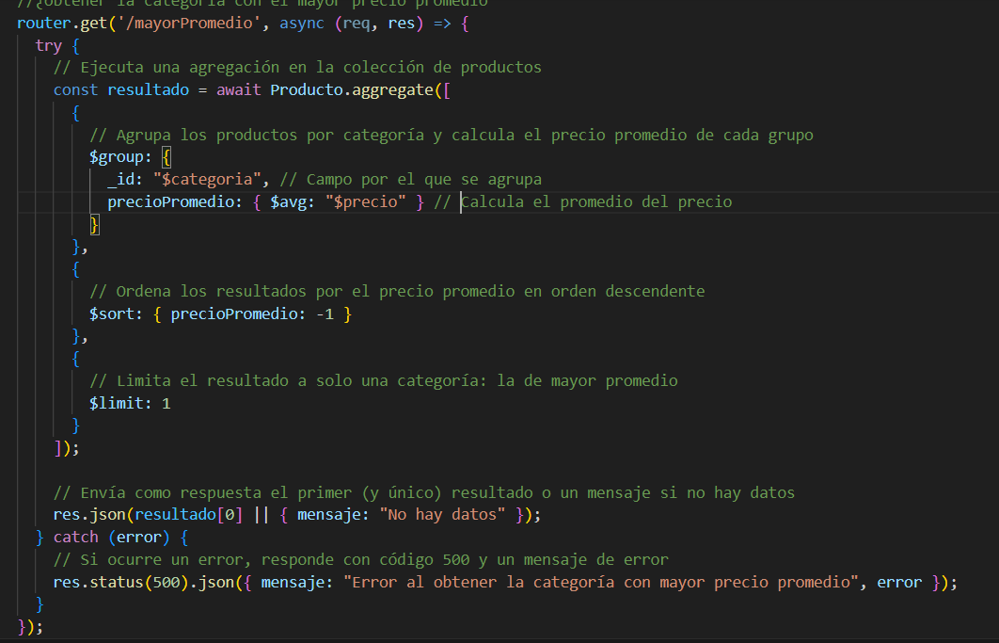 //¿Obtener la categoría con el mayor precio promedio
router.get('/mayorPromedio', async (req, res) => {
try {
// Ejecuta una agregación en la colección de productos
const resultado = await Producto.aggregate([
{
// Agrupa los productos por categoría y calcula el precio promedio de cada grupo
$group: {
_id: "$categoria", // Campo por el que se agrupa
precioPromedio: { $avg: "$precio" } // Calcula el promedio del precio
}
},
{
// Ordena los resultados por el precio promedio en orden descendente
$sort: { precioPromedio: -1 }
},
{
// Limita el resultado a solo una categoría: la de mayor promedio
$limit: 1
}
]);
// Envía como respuesta el primer (y único) resultado o un mensaje si no hay datos
res.json(resultado[0] || { mensaje: "No hay datos" });
} catch (error) {
// Si ocurre un error, responde con código 500 y un mensaje de error
res.status(500).json({ mensaje: "Error al obtener la categoría con mayor precio promedio", error });
}
});